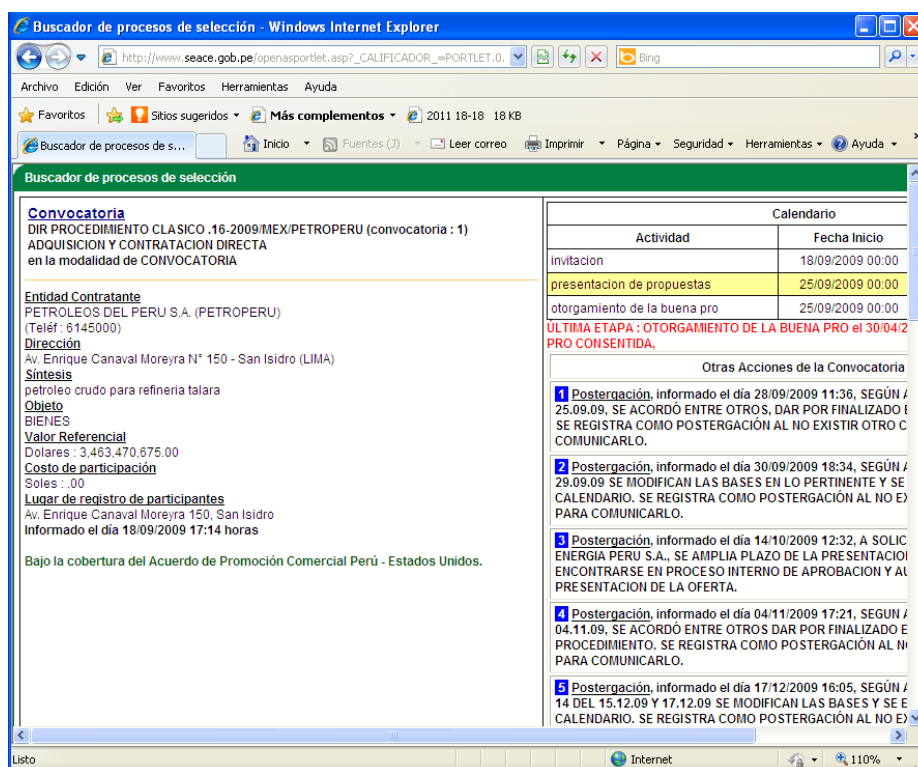 Buscador de procesos de selección - Windows Internet Explorer
http://www.seace.gob.pe/openasportlet.asp?_CALIFICADOR_=PORTLET.0.
Bing
Archivo Edición Ver Favoritos Herramientas Ayuda
Favoritos Sitios sugeridos Más complementos 2011 18-18 18 KB
Buscador de procesos de s... Inicio Fuentes (J) Leer correo Imprimir Página Seguridad Herramientas Ayuda
Buscador de procesos de selección
Convocatoria
DIR PROCEDIMIENTO CLASICO .16-2009/MEX/PETROPERU (convocatoria : 1)
ADQUISICION Y CONTRATACION DIRECTA
en la modalidad de CONVOCATORIA
Entidad Contratante
PETROLEOS DEL PERU S.A. (PETROPERU)
(Teléf: 6145000)
Dirección
Av. Enrique Canaval Moreyra N° 150 - San Isidro (LIMA)
Síntesis
petroleo crudo para refineria talara
Objeto
BIENES
Valor Referencial
Dolares : 3,463,470,675.00
Costo de participación
Soles : .00
Lugar de registro de participantes
Av. Enrique Canaval Moreyra 150, San Isidro
Informado el día 18/09/2009 17:14 horas
Bajo la cobertura del Acuerdo de Promoción Comercial Perú - Estados Unidos.
Calendario
Actividad Fecha Inicio
invitacion 18/09/2009 00:00
presentacion de propuestas 25/09/2009 00:00
otorgamiento de la buena pro 25/09/2009 00:00
ÚLTIMA ETAPA : OTORGAMIENTO DE LA BUENA PRO el 30/04/2
PRO CONSENTIDA,
Otras Acciones de la Convocatoria
1 Postergación, informado el día 28/09/2009 11:36, SEGÚN A
25.09.09, SE ACORDÓ ENTRE OTROS, DAR POR FINALIZADO E
SE REGISTRA COMO POSTERGACIÓN AL NO EXISTIR OTRO C
COMUNICARLO.
2 Postergación, informado el día 30/09/2009 18:34, SEGÚN A
29.09.09 SE MODIFICAN LAS BASES EN LO PERTINENTE Y SE
CALENDARIO. SE REGISTRA COMO POSTERGACIÓN AL NO EX
PARA COMUNICARLO.
3 Postergación, informado el día 14/10/2009 12:32, A SOLIC
ENERGIA PERU S.A., SE AMPLIA PLAZO DE LA PRESENTACIO
ENCONTRARSE EN PROCESO INTERNO DE APROBACION Y AU
PRESENTACION DE LA OFERTA.
4 Postergación, informado el día 04/11/2009 17:21, SEGUN A
04.11.09, SE ACORDÓ ENTRE OTROS DAR POR FINALIZADO E
PROCEDIMIENTO. SE REGISTRA COMO POSTERGACIÓN AL N
PARA COMUNICARLO.
5 Postergación, informado el día 17/12/2009 16:05, SEGÚN A
14 DEL 15.12.09 Y 17.12.09 SE MODIFICAN LAS BASES Y SE E
CALENDARIO. SE REGISTRA COMO POSTERGACIÓN AL NO EX
Listo Internet 110%